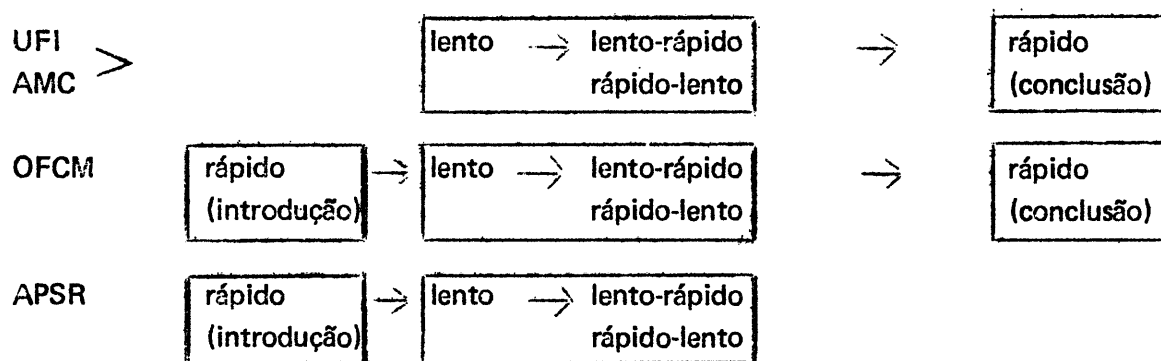 UFI > lento → lento-rápido → rápido
AMC rápido-lento (conclusão)
OFCM rápido → lento → lento-rápido → rápido
(introdução) rápido-lento (conclusão)
APSR rápido → lento → lento-rápido
(introdução) rápido-lento